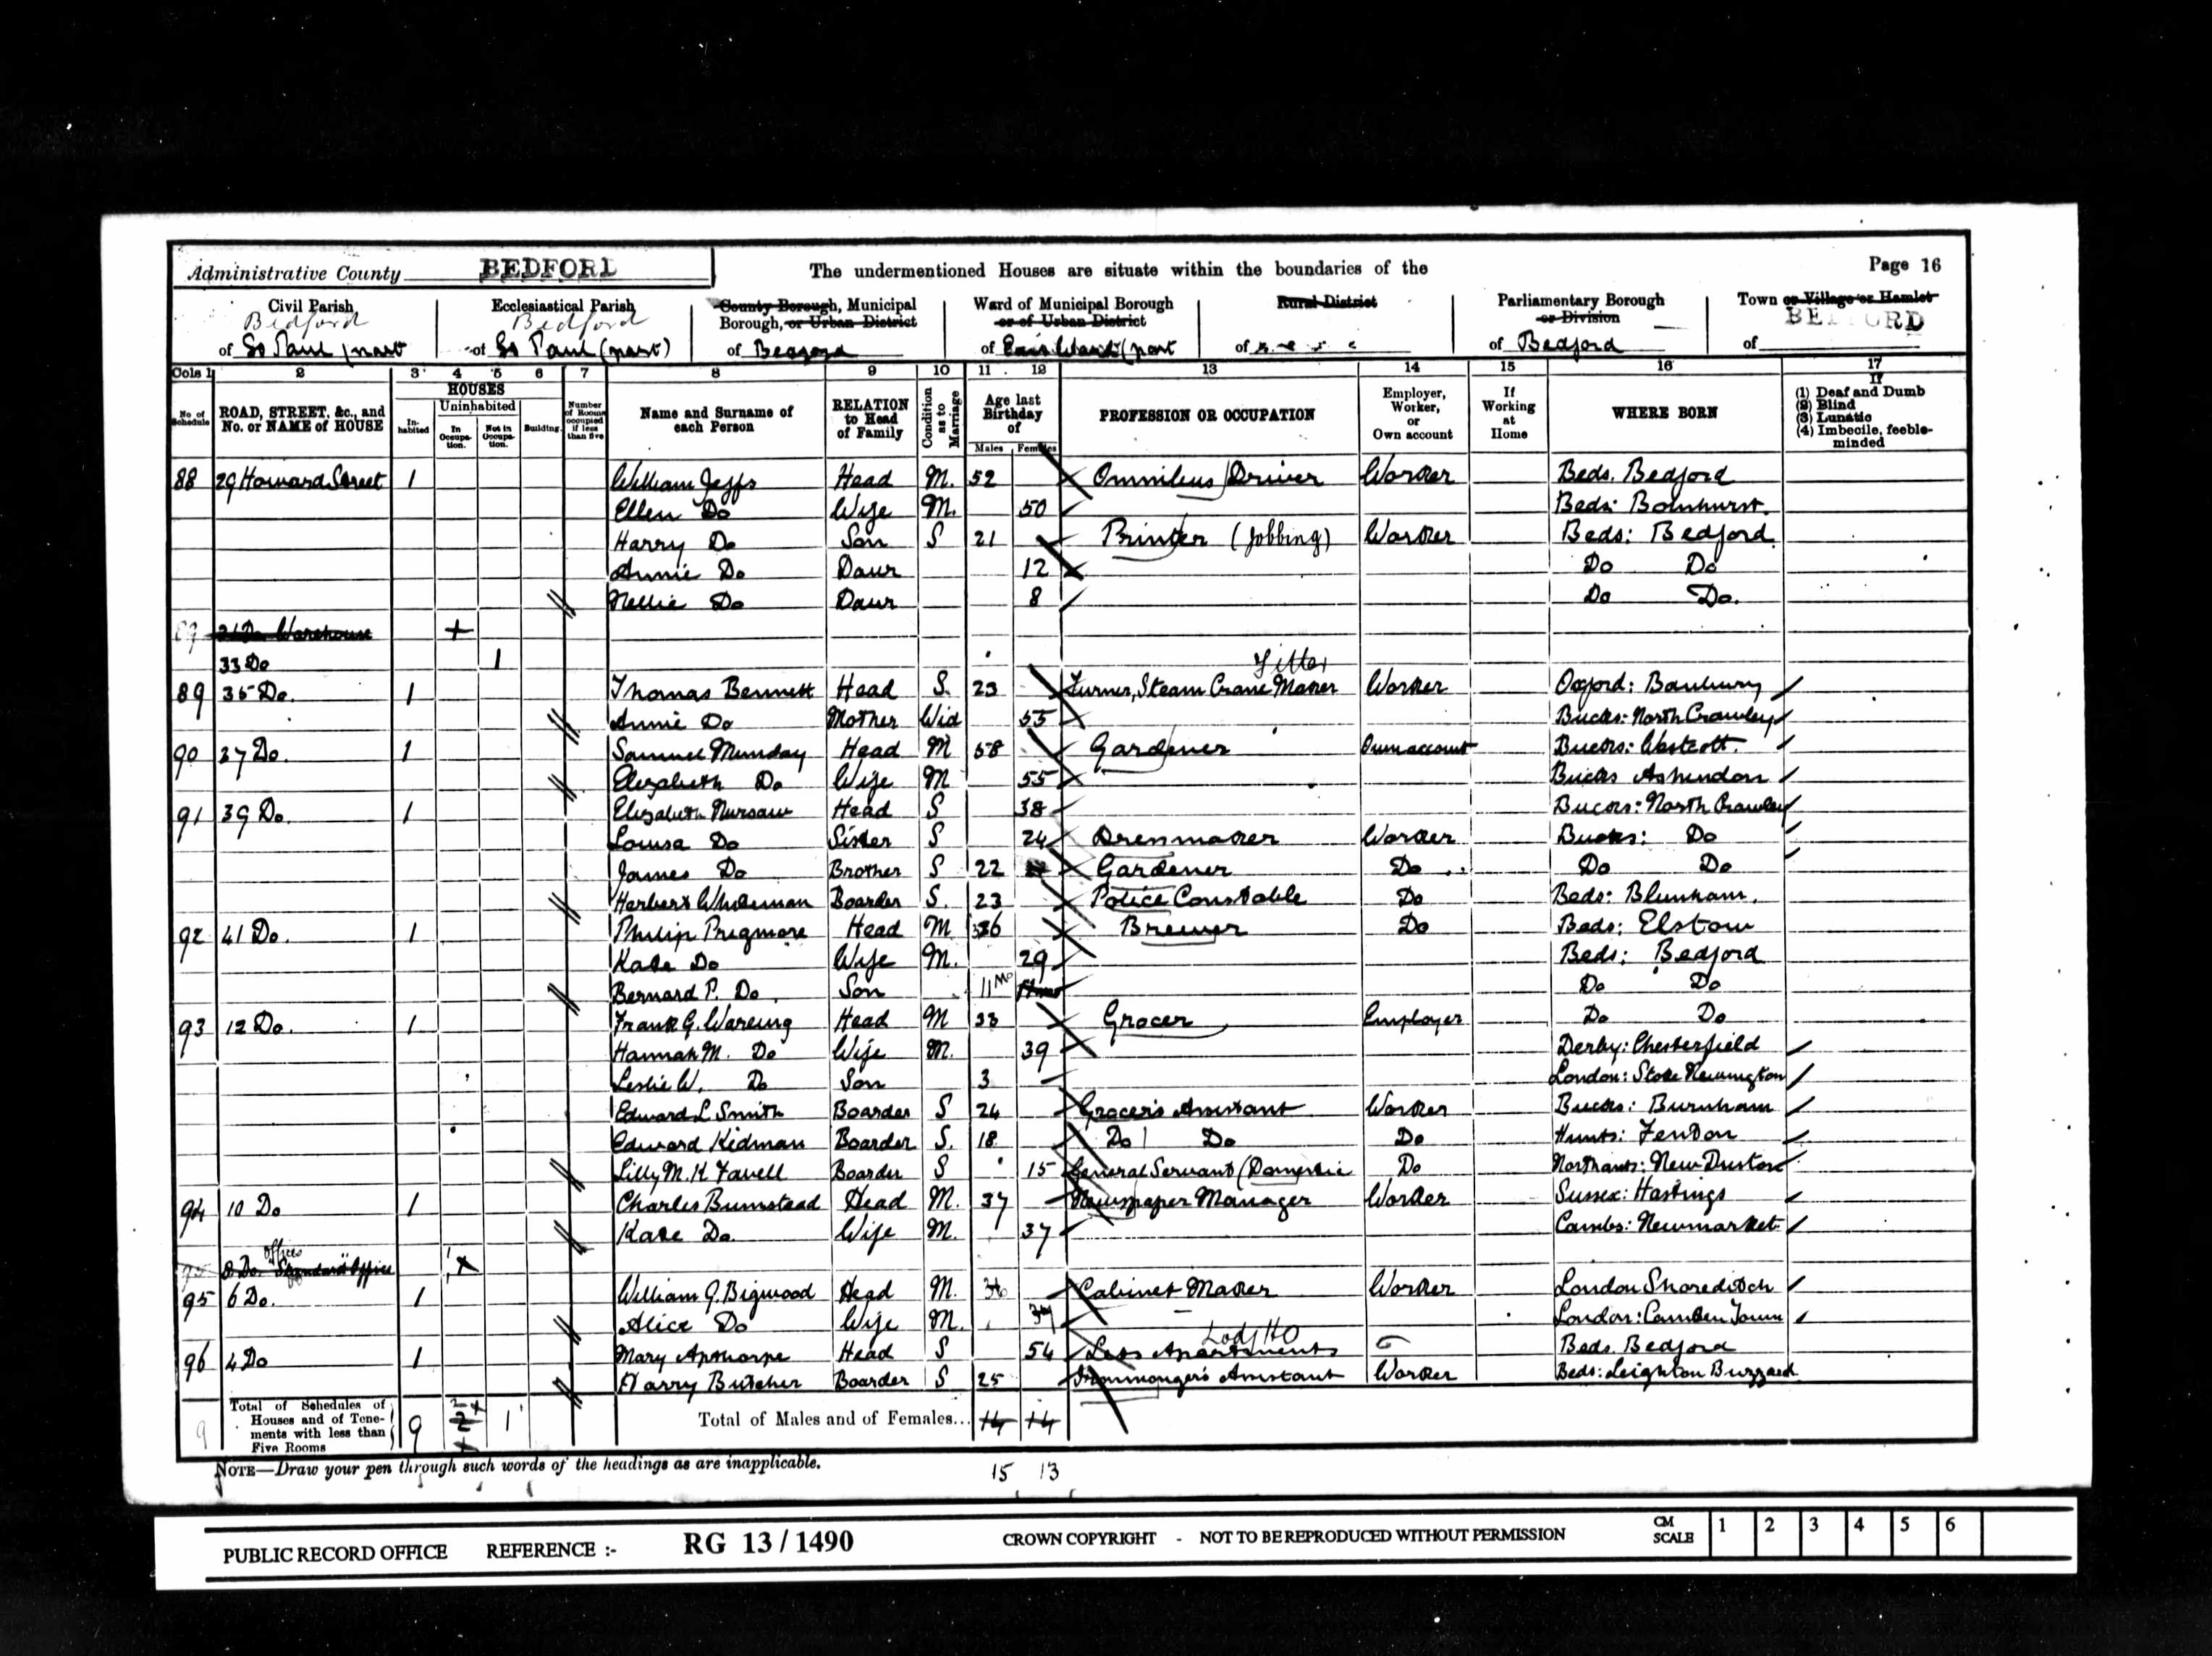 Administrative County BEDFORD
The undermentioned Houses are situate within the boundaries of the
Page 16
Civil Parish
Bedford
of St Paul (part
Ecclesiastical Parish
Bedford
of St Paul (part)
County Borough, Municipal
Borough, or Urban District
of Bedford
Ward of Municipal Borough
or of Urban District
of East Ward (part
Rural District
of
Parliamentary Borough
or Division
of Bedford
Town or Village or Hamlet
BEDFORD
of
Cols 1 2 3 4 5 6 7 8 9 10 11 12 13 14 15 16 17
No of Schedule
ROAD, STREET, &c., and No. or NAME of HOUSE
HOUSES
In-habited
Uninhabited
In Occupa-tion.
Not in Occupa-tion.
Building.
Number of Rooms occupied if less than five
Name and Surname of each Person
RELATION to Head of Family
Condition as to Marriage
Age last Birthday of
Males Females
PROFESSION OR OCCUPATION
Employer, Worker, or Own account
If Working at Home
WHERE BORN
If
(1) Deaf and Dumb
(2) Blind
(3) Lunatic
(4) Imbecile, feeble-minded
88 29 Howard Street 1 William Jeffs Head M. 52 Omnibus Driver Worker Beds. Bedford
Ellen Do Wife M. 50 Beds: Bolnhurst.
Harry Do Son S 21 Printer (Jobbing) Worker Beds: Bedford
Annie Do Daur 12 Do Do
Nellie Do Daur 8 Do Do.
31 Do Warehouse
33 Do 1
Fitter
89 35 Do. 1 Thomas Bennett Head S. 23 Turner, Steam Crane Maker Worker Oxford: Banbury
Annie Do Mother Wid 55 Bucks: North Crawley
90 37 Do. 1 Samuel Munday Head M 58 Gardener Own account Bucks: Westcott.
Elizabeth Do Wife M 55 Bucks Ashendon
91 39 Do. 1 Elizabeth Nursaw Head S 38 Bucks: North Crawley
Louisa Do Sister S 24 Dressmaker Worker Bucks: Do
James Do Brother S 22 Gardener Do Do Do
Herbert Boarder S. 23 Police Constable Do Beds: Blunham.
92 41 Do. 1 Philip Prigmore Head M 36 Brewer Do Beds: Elstow
Kate Do Wife M. 29 Beds: Bedford
Bernard P. Do. Son 11 Mo Do Do
93 12 Do. 1 Frank G. Wareing Head M 33 Grocer Employer Do Do
Hannah M. Do Wife M. 39 Derby: Chesterfield
Leslie W. Do Son 3 London: Stoke Newington
Edward L Smith Boarder S 24 Grocer's Assistant Worker Bucks: Burnham
Edward Kidman Boarder S. 18 Do Do Do Hunts: Fenton
Lilly M. K Favell Boarder S 15 General Servant (Domestic Do Northants: New Duston
94 10 Do 1 Charles Bumstead Head M. 37 Newspaper Manager Worker Sussex: Hastings
Kate Do. Wife M. 37 Cambs: Newmarket
offices
8 Do. "Standard" Office
95 6 Do. 1 William G. Bigwood Head M. 36 Cabinet Maker Worker London Shoreditch
Alice Do Wife M. London: Camden Town
Lodg HO
96 4 Do 1 Mary Apthorpe Head S 54 Lets Apartments Beds. Bedford
Harry Butcher Boarder S 25 Ironmonger's Assistant Worker Beds: Leighton Buzzard
9
Total of Schedules of Houses and of Tene-ments with less than Five Rooms 9 2 1
Total of Males and of Females... 14 14
NOTE—Draw your pen through such words of the headings as are inapplicable.
15 13
PUBLIC RECORD OFFICE REFERENCE :- RG 13 / 1490 CROWN COPYRIGHT - NOT TO BE REPRODUCED WITHOUT PERMISSION CM SCALE 1 2 3 4 5 6